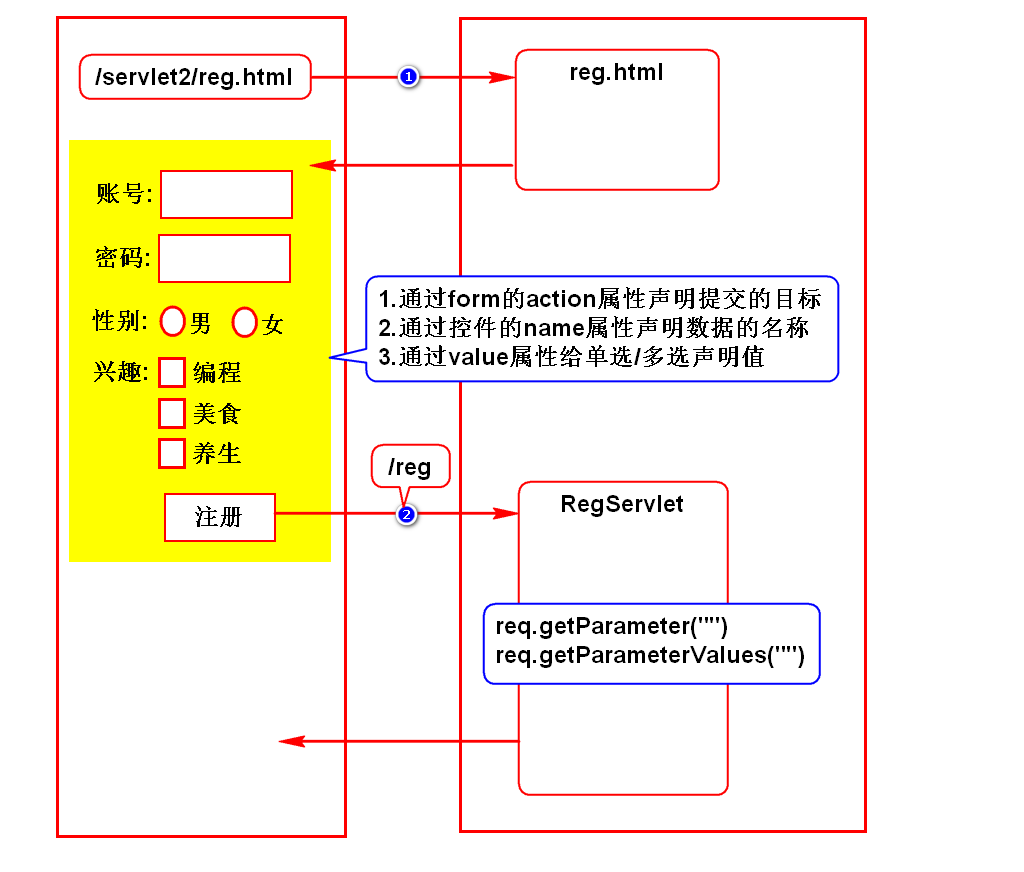 /servlet2/reg.html
1
reg.html
账号:
密码:
性别: 男 女
兴趣: 编程
美食
养生
注册
1.通过form的action属性声明提交的目标
2.通过控件的name属性声明数据的名称
3.通过value属性给单选/多选声明值
/reg
2
RegServlet
req.getParameter("")
req.getParameterValues("")